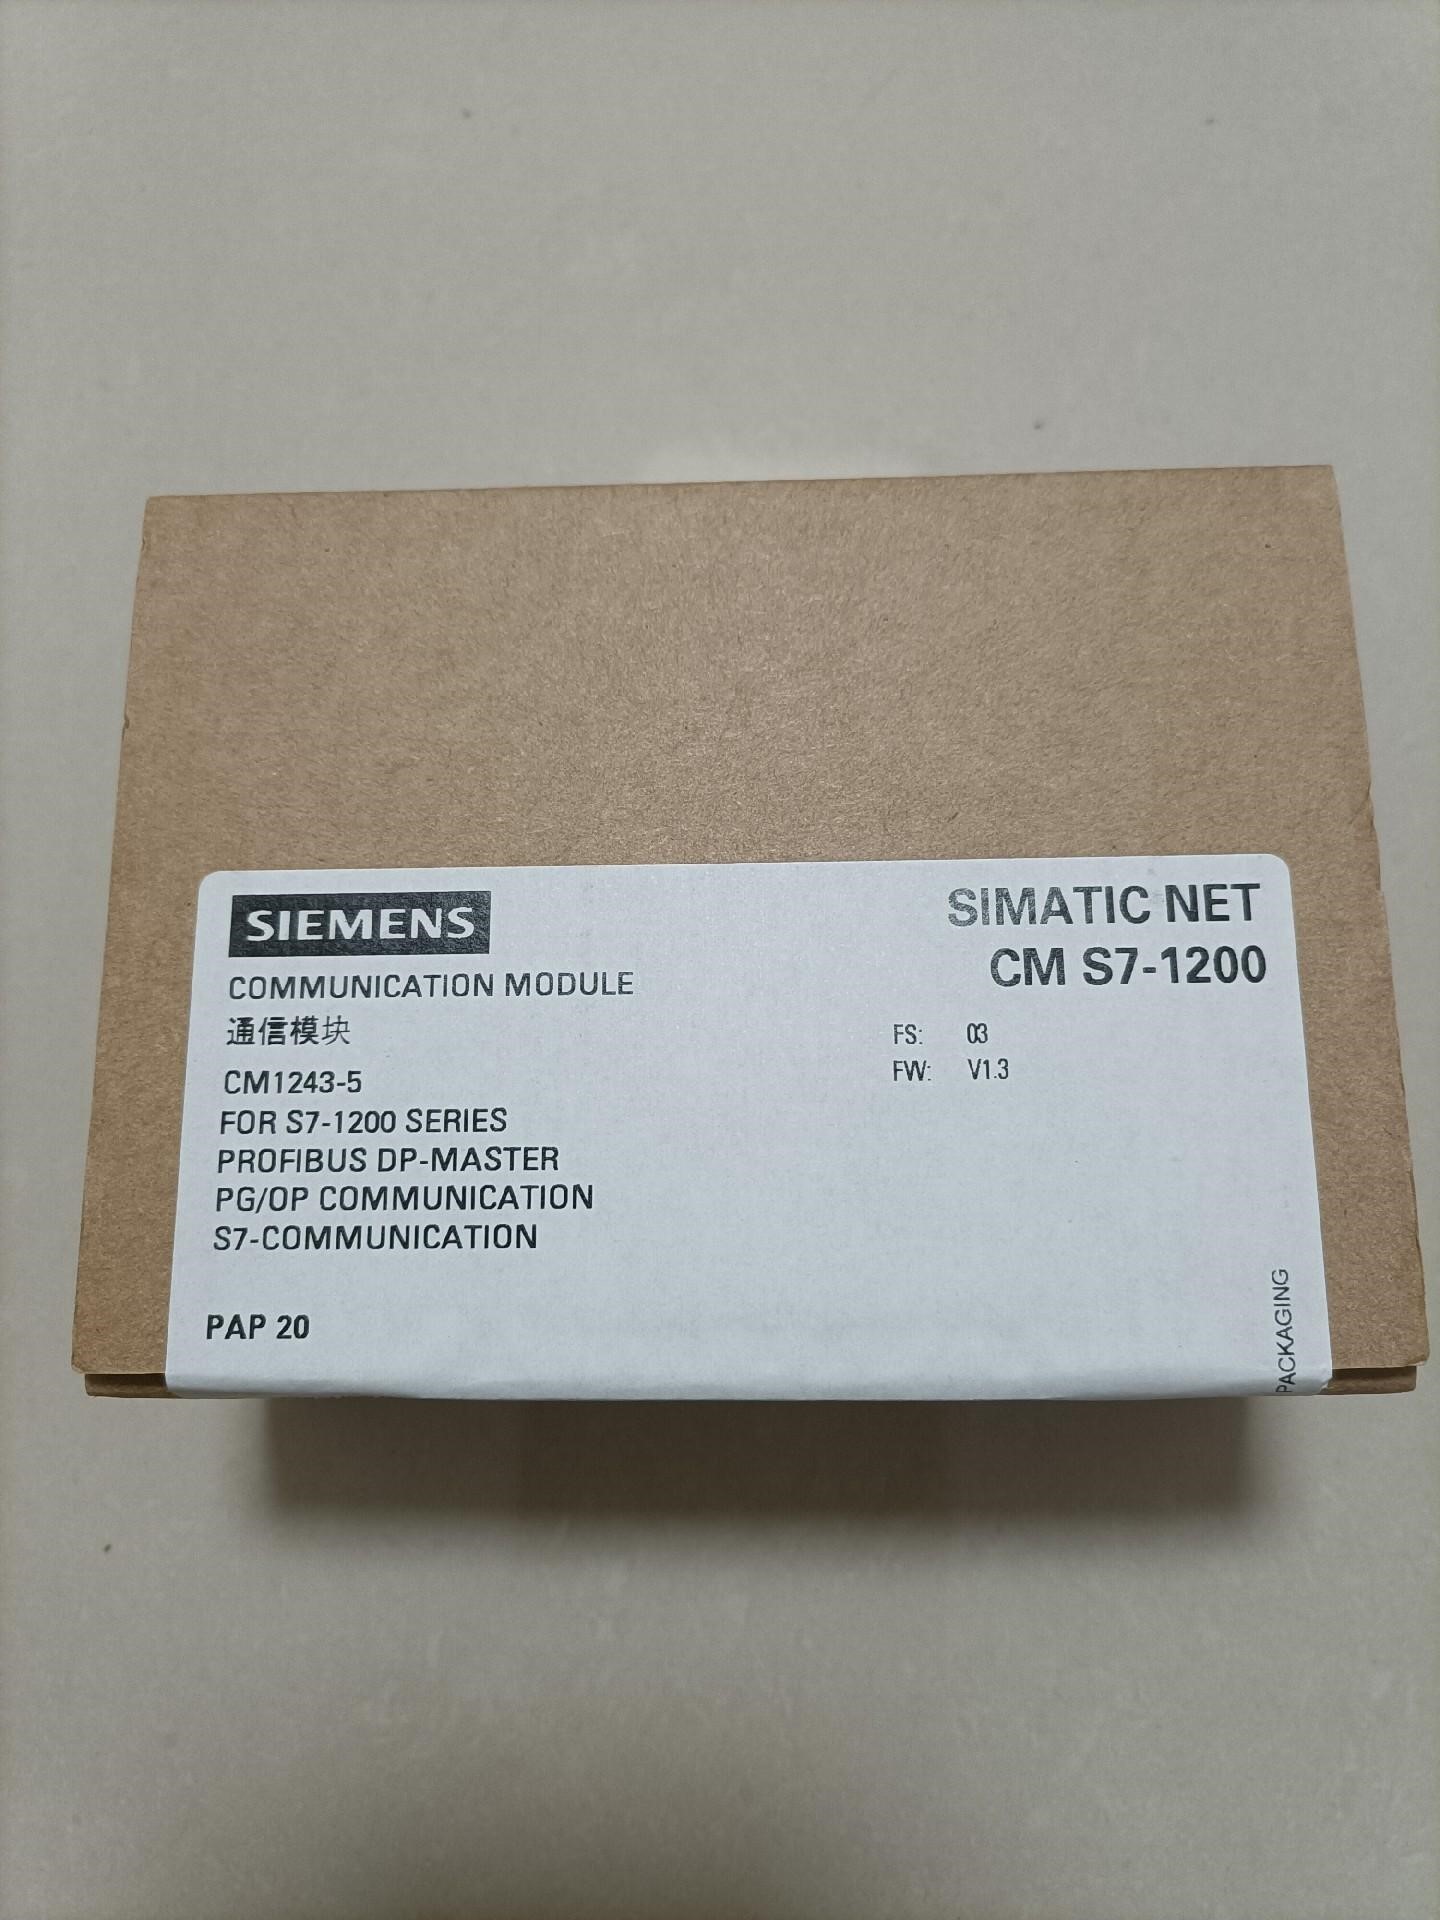 SIEMENS
SIMATIC NET
CM S7-1200
COMMUNICATION MODULE
通信模块
FS: 03
FW: V1.3
CM1243-5
FOR S7-1200 SERIES
PROFIBUS DP-MASTER
PG/OP COMMUNICATION
S7-COMMUNICATION
PAP 20
PACKAGING